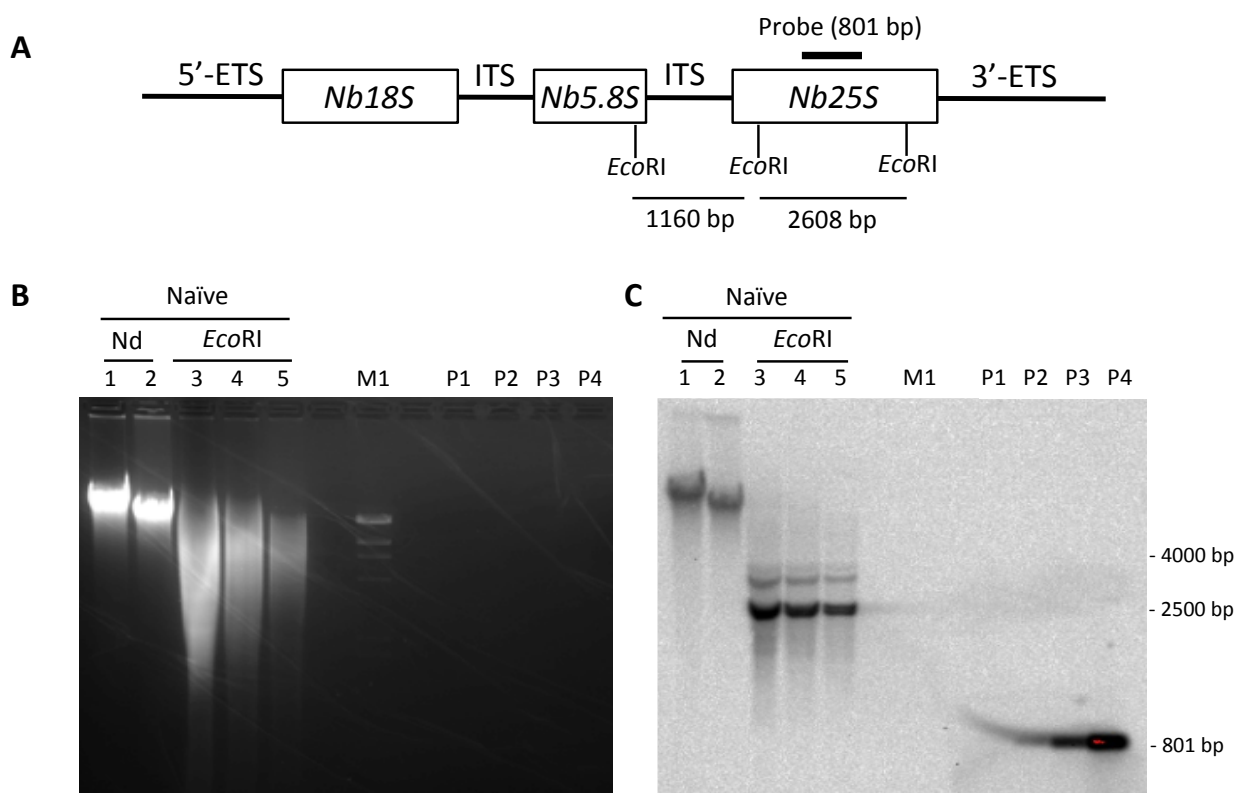 A
Probe (801 bp)
5’-ETS
Nb18S
ITS
Nb5.8S
ITS
Nb25S
3’-ETS
EcoRI
EcoRI
EcoRI
1160 bp
2608 bp
B
Naïve
Nd
EcoRI
1 2 3 4 5 M1 P1 P2 P3 P4
C
Naïve
Nd
EcoRI
1 2 3 4 5 M1 P1 P2 P3 P4
- 4000 bp
- 2500 bp
- 801 bp